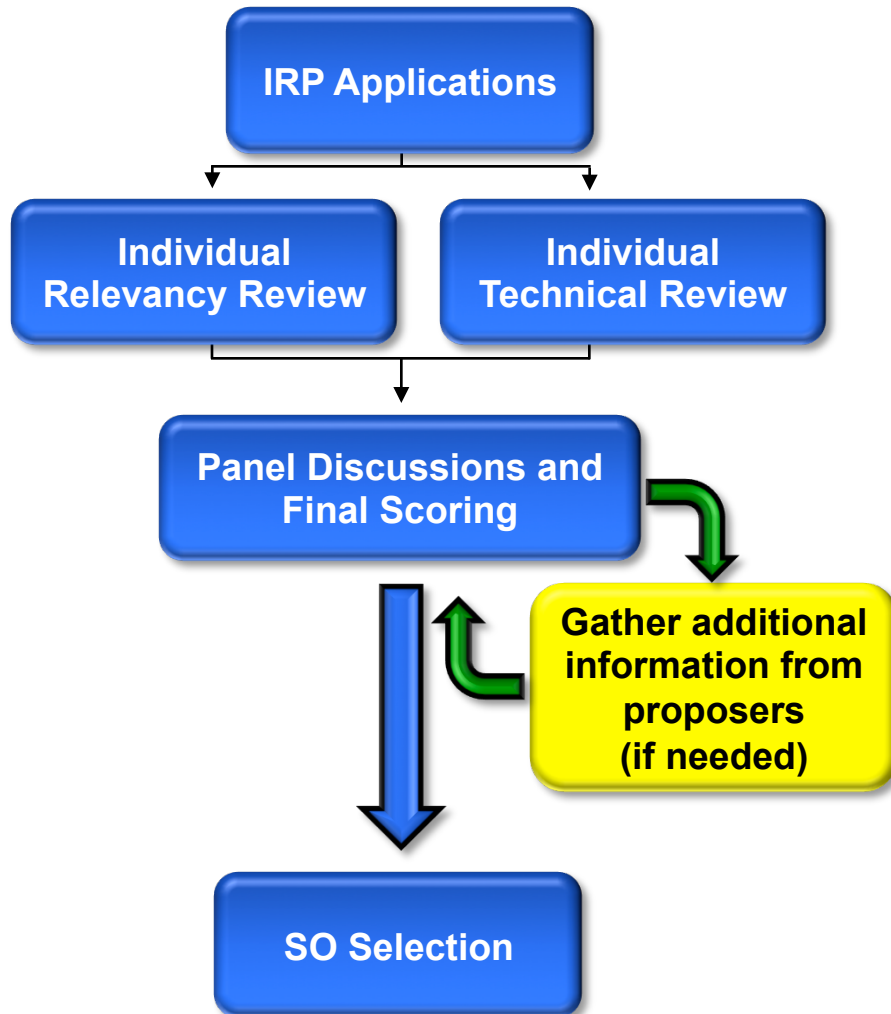 IRP Applications
Individual
Relevancy Review
Individual
Technical Review
Panel Discussions and
Final Scoring
Gather additional
information from
proposers
(if needed)
SO Selection